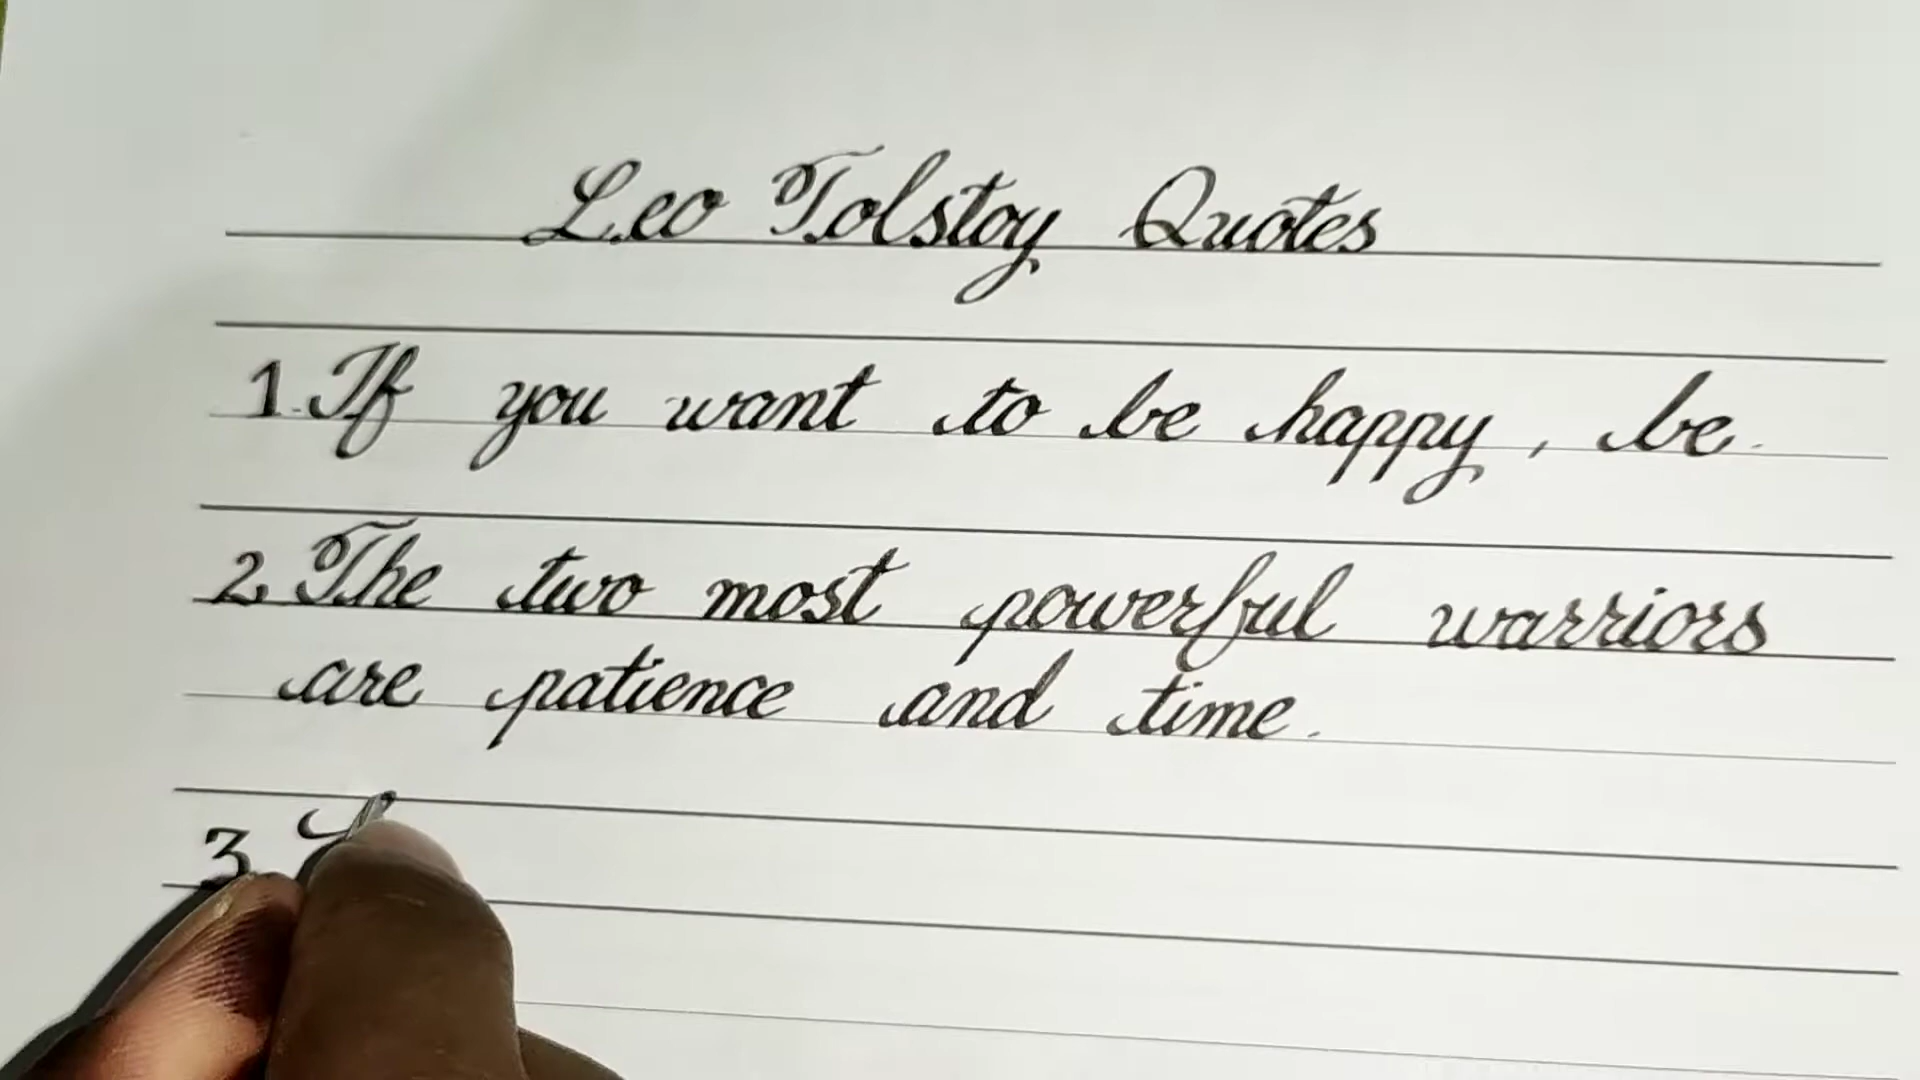 Leo Tolstoy Quotes
1. If you want to be happy, be.
2. The two most powerful warriors
are patience and time.
3.